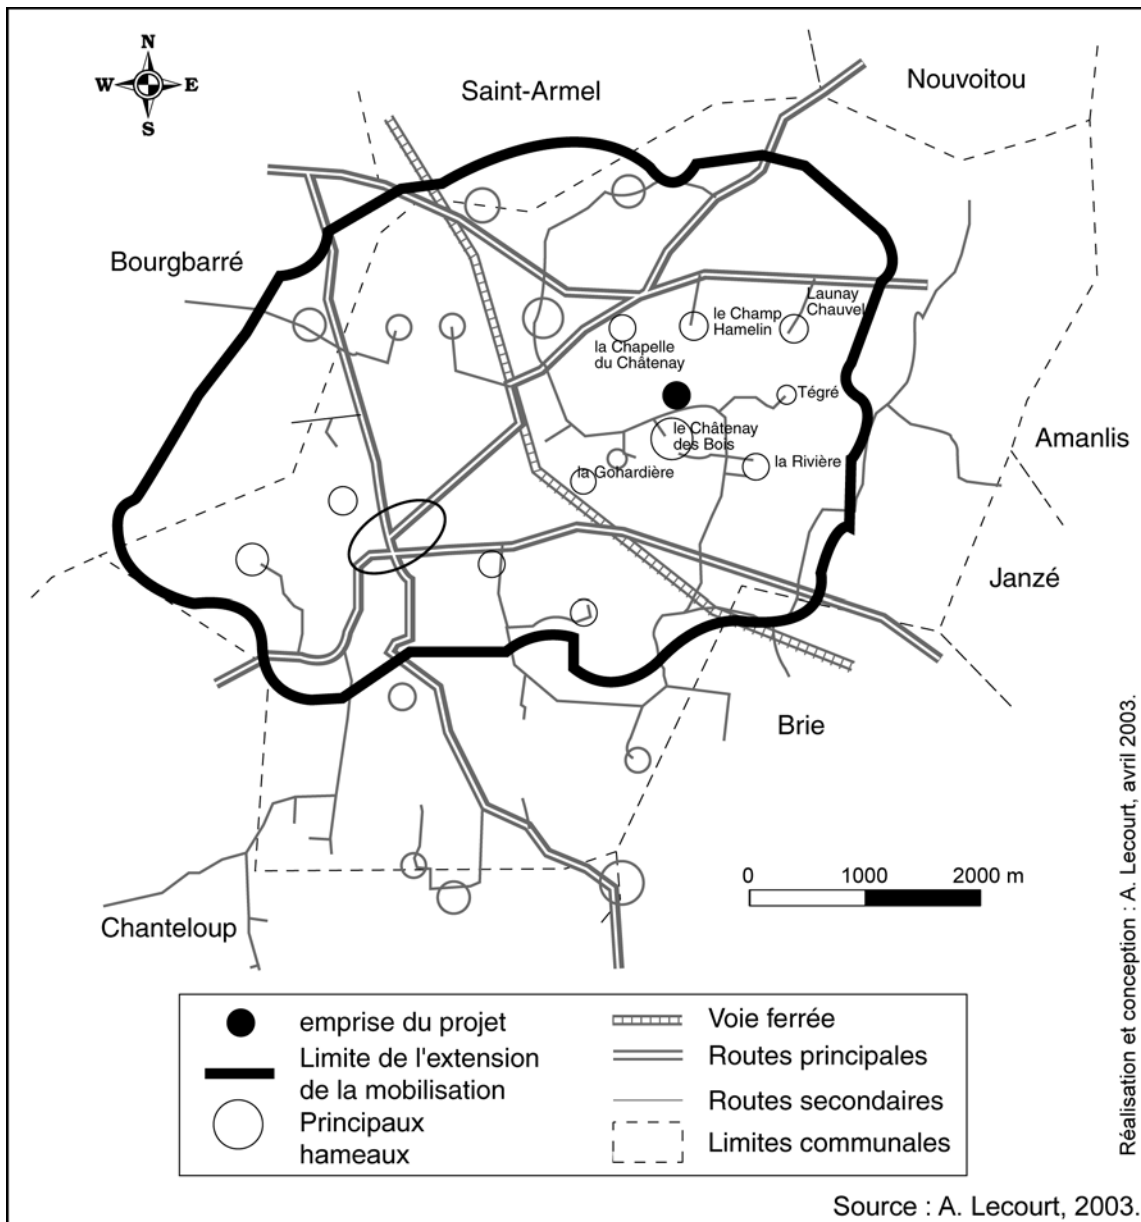 N
W E
S
Saint-Armel
Nouvoitou
Bourgbarré
Launay
Chauvel
le Champ
Hamelin
la Chapelle
du Châtenay
Tégré
le Châtenay
des Bois
la Gohardière
la Rivière
Amanlis
Janzé
Brie
Chanteloup
0 1000 2000 m
emprise du projet
Limite de l'extension
de la mobilisation
Principaux
hameaux
Voie ferrée
Routes principales
Routes secondaires
Limites communales
Réalisation et conception : A. Lecourt, avril 2003.
Source : A. Lecourt, 2003.